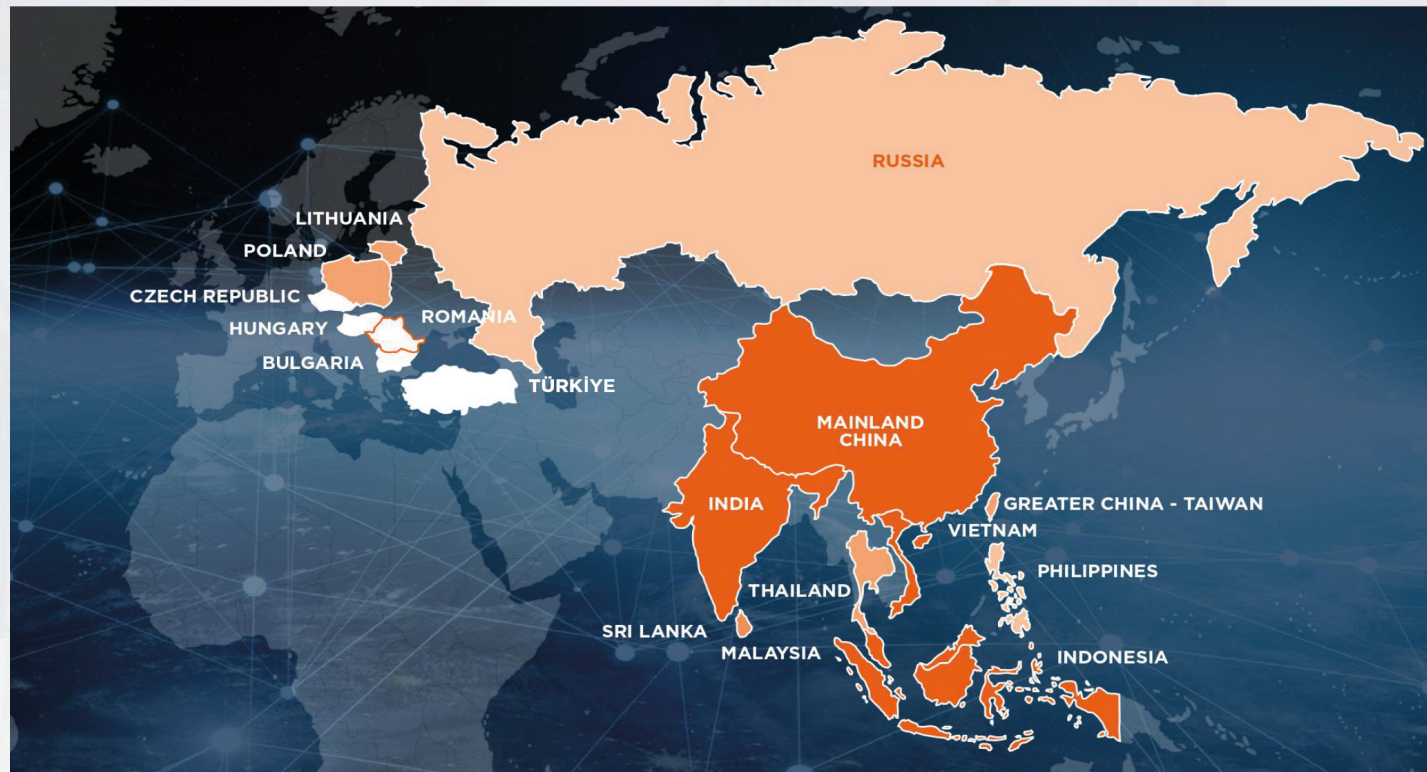 RUSSIA
LITHUANIA
POLAND
CZECH REPUBLIC
ROMANIA
HUNGARY
BULGARIA
TÜRKİYE
MAINLAND
CHINA
INDIA
GREATER CHINA - TAIWAN
VIETNAM
PHILIPPINES
THAILAND
SRI LANKA
MALAYSIA
INDONESIA